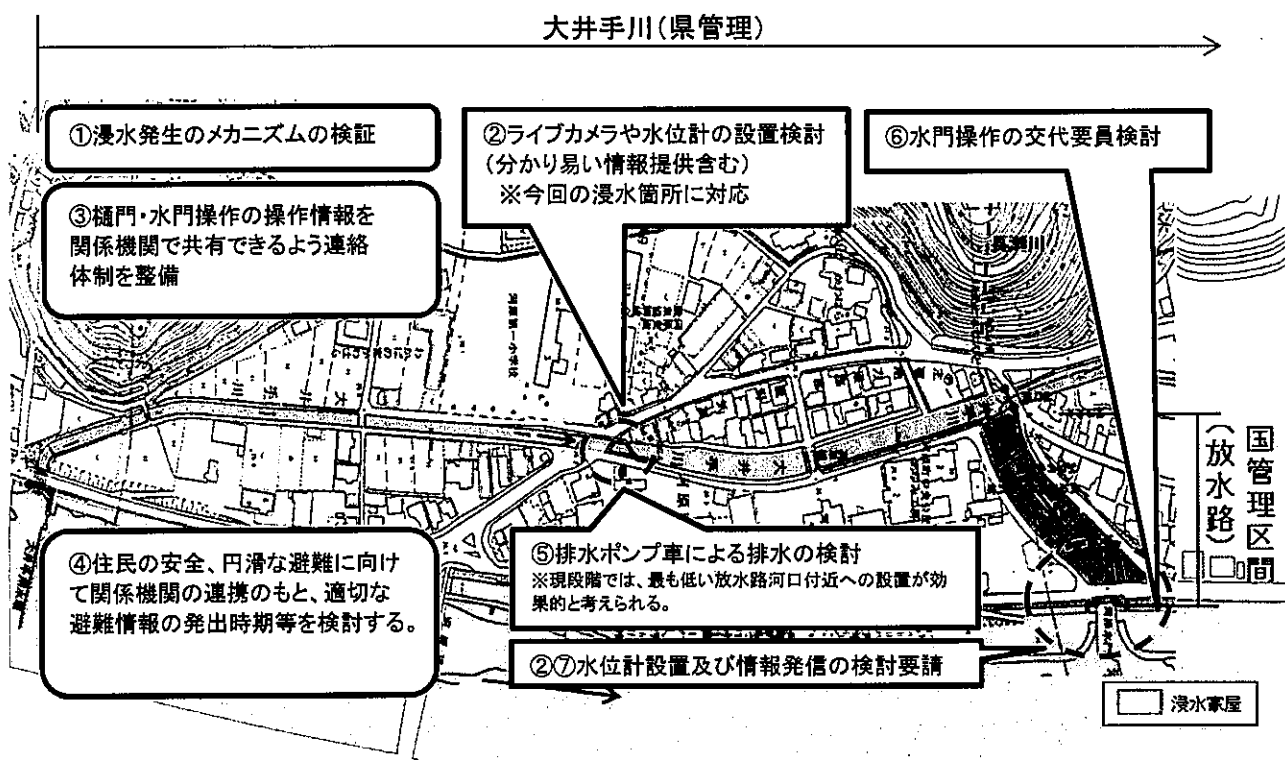 大井手川(県管理)
①浸水発生のメカニズムの検証
②ライブカメラや水位計の設置検討
(分かり易い情報提供含む)
※今回の浸水箇所に対応
⑥水門操作の交代要員検討
③樋門・水門操作の操作情報を
関係機関で共有できるよう連絡
体制を整備
国管理区間
(放水路)
④住民の安全、円滑な避難に向け
て関係機関の連携のもと、適切な
避難情報の発出時期等を検討する。
⑤排水ポンプ車による排水の検討
※現段階では、最も低い放水路河口付近への設置が効
果的と考えられる。
②⑦水位計設置及び情報発信の検討要請
浸水家屋